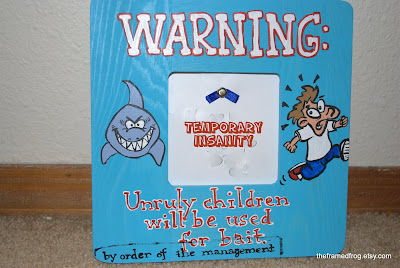 WARNING:
TEMPORARY
INSANITY
Unruly children
will be used
for bait.
by order of the management
theframedfrog.etsy.com